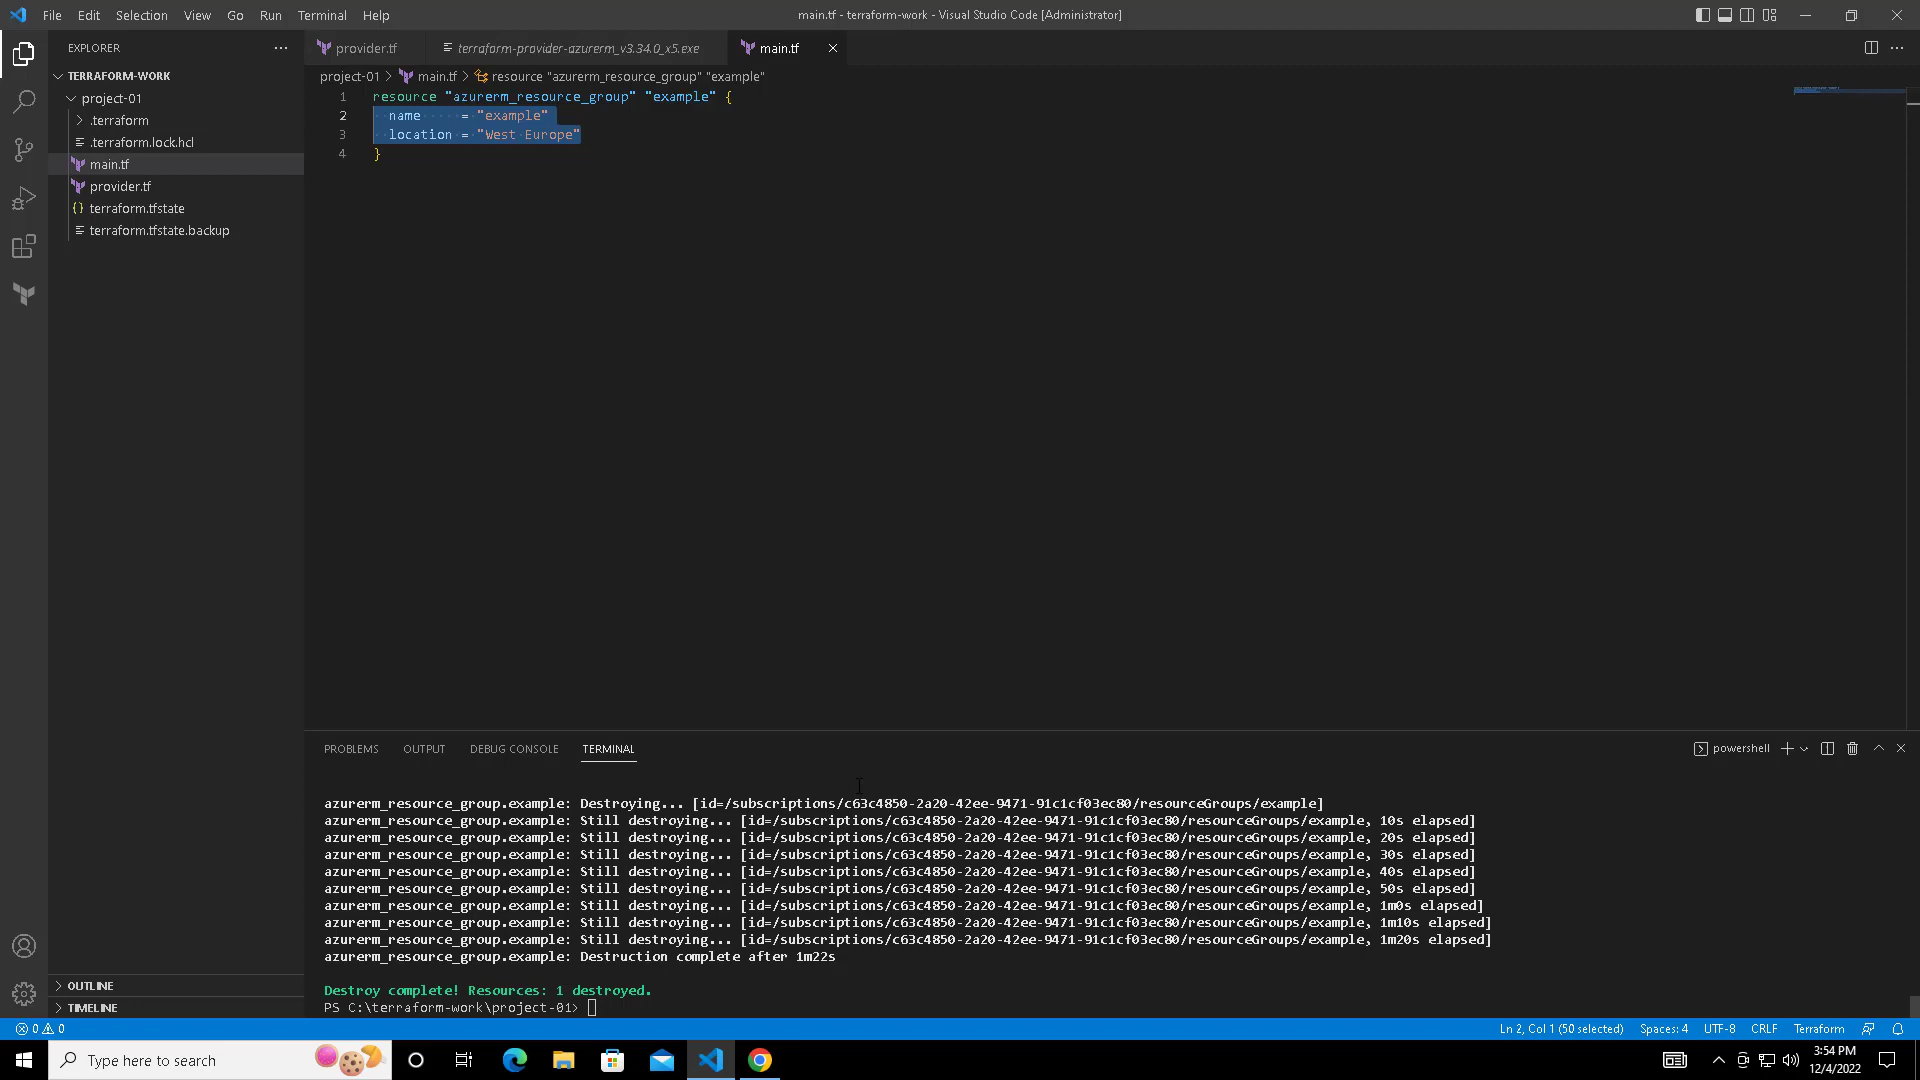 File Edit Selection View Go Run Terminal Help
main.tf - terraform-work - Visual Studio Code [Administrator]
EXPLORER
provider.tf
terraform-provider-azurerm_v3.34.0_x5.exe
main.tf
TERRAFORM-WORK
project-01
.terraform
.terraform.lock.hcl
main.tf
provider.tf
{} terraform.tfstate
terraform.tfstate.backup
project-01 > main.tf > resource "azurerm_resource_group" "example"
1 resource "azurerm_resource_group" "example" {
2 name = "example"
3 location = "West Europe"
4 }
PROBLEMS OUTPUT DEBUG CONSOLE TERMINAL
powershell
azurerm_resource_group.example: Destroying... [id=/subscriptions/c63c4850-2a20-42ee-9471-91c1cf03ec80/resourceGroups/example]
azurerm_resource_group.example: Still destroying... [id=/subscriptions/c63c4850-2a20-42ee-9471-91c1cf03ec80/resourceGroups/example, 10s elapsed]
azurerm_resource_group.example: Still destroying... [id=/subscriptions/c63c4850-2a20-42ee-9471-91c1cf03ec80/resourceGroups/example, 20s elapsed]
azurerm_resource_group.example: Still destroying... [id=/subscriptions/c63c4850-2a20-42ee-9471-91c1cf03ec80/resourceGroups/example, 30s elapsed]
azurerm_resource_group.example: Still destroying... [id=/subscriptions/c63c4850-2a20-42ee-9471-91c1cf03ec80/resourceGroups/example, 40s elapsed]
azurerm_resource_group.example: Still destroying... [id=/subscriptions/c63c4850-2a20-42ee-9471-91c1cf03ec80/resourceGroups/example, 50s elapsed]
azurerm_resource_group.example: Still destroying... [id=/subscriptions/c63c4850-2a20-42ee-9471-91c1cf03ec80/resourceGroups/example, 1m0s elapsed]
azurerm_resource_group.example: Still destroying... [id=/subscriptions/c63c4850-2a20-42ee-9471-91c1cf03ec80/resourceGroups/example, 1m10s elapsed]
azurerm_resource_group.example: Still destroying... [id=/subscriptions/c63c4850-2a20-42ee-9471-91c1cf03ec80/resourceGroups/example, 1m20s elapsed]
azurerm_resource_group.example: Destruction complete after 1m22s
Destroy complete! Resources: 1 destroyed.
PS C:\terraform-work\project-01>
OUTLINE
TIMELINE
0 0
Ln 2, Col 1 (50 selected) Spaces: 4 UTF-8 CRLF Terraform
Type here to search
3:54 PM
12/4/2022